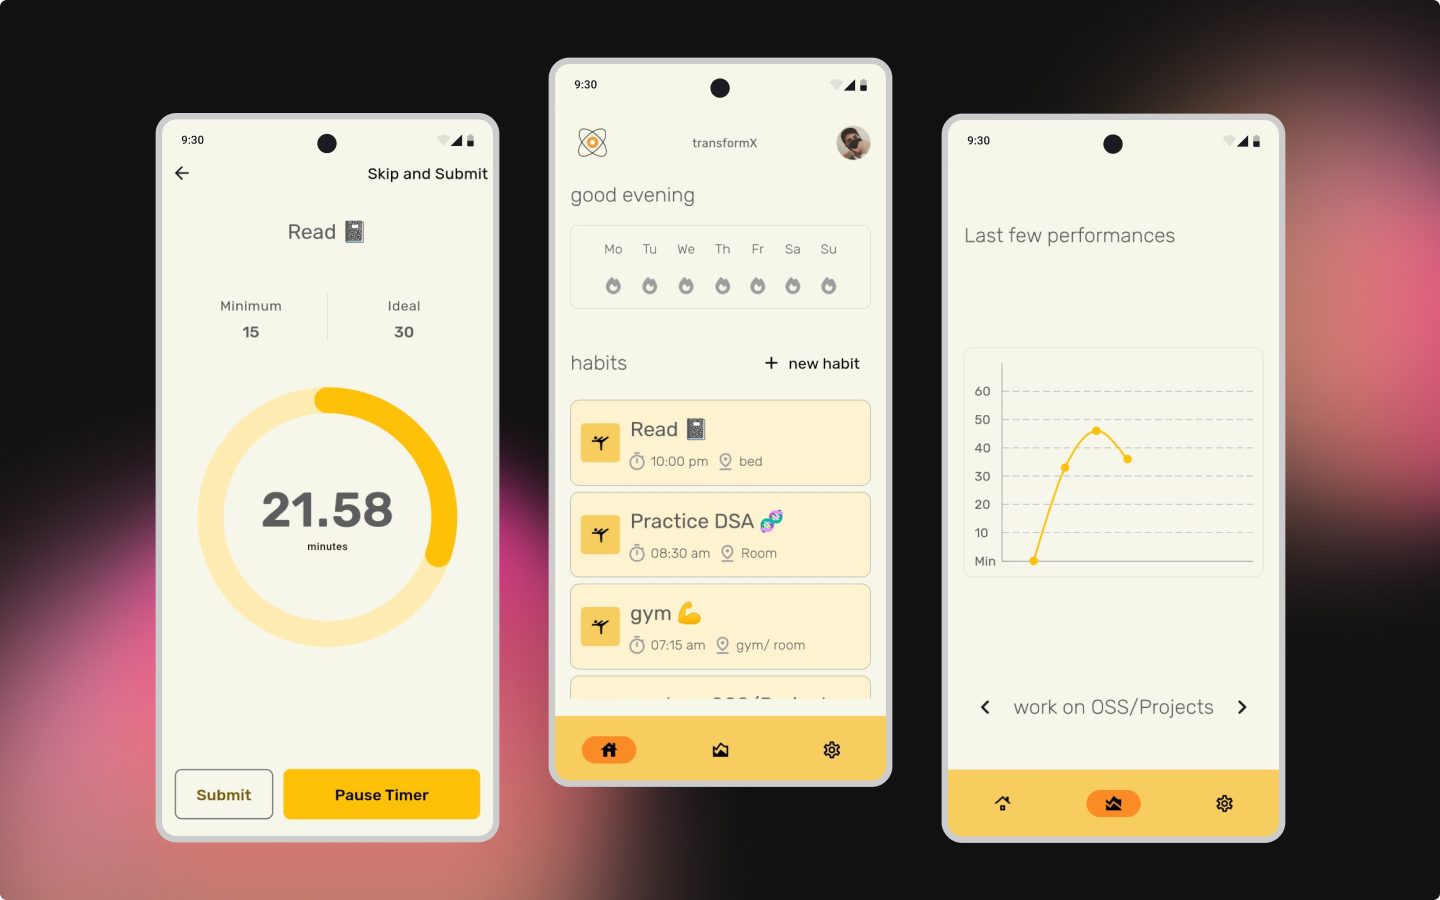 9:30
Skip and Submit
Read
Minimum
Ideal
15
30
21.58
minutes
Submit
Pause Timer
9:30
transformX
good evening
Mo Tu We Th Fr Sa Su
habits
+ new habit
Read
10:00 pm bed
Practice DSA
08:30 am Room
gym
07:15 am gym/ room
9:30
Last few performances
60
50
40
30
20
10
Min
work on OSS/Projects